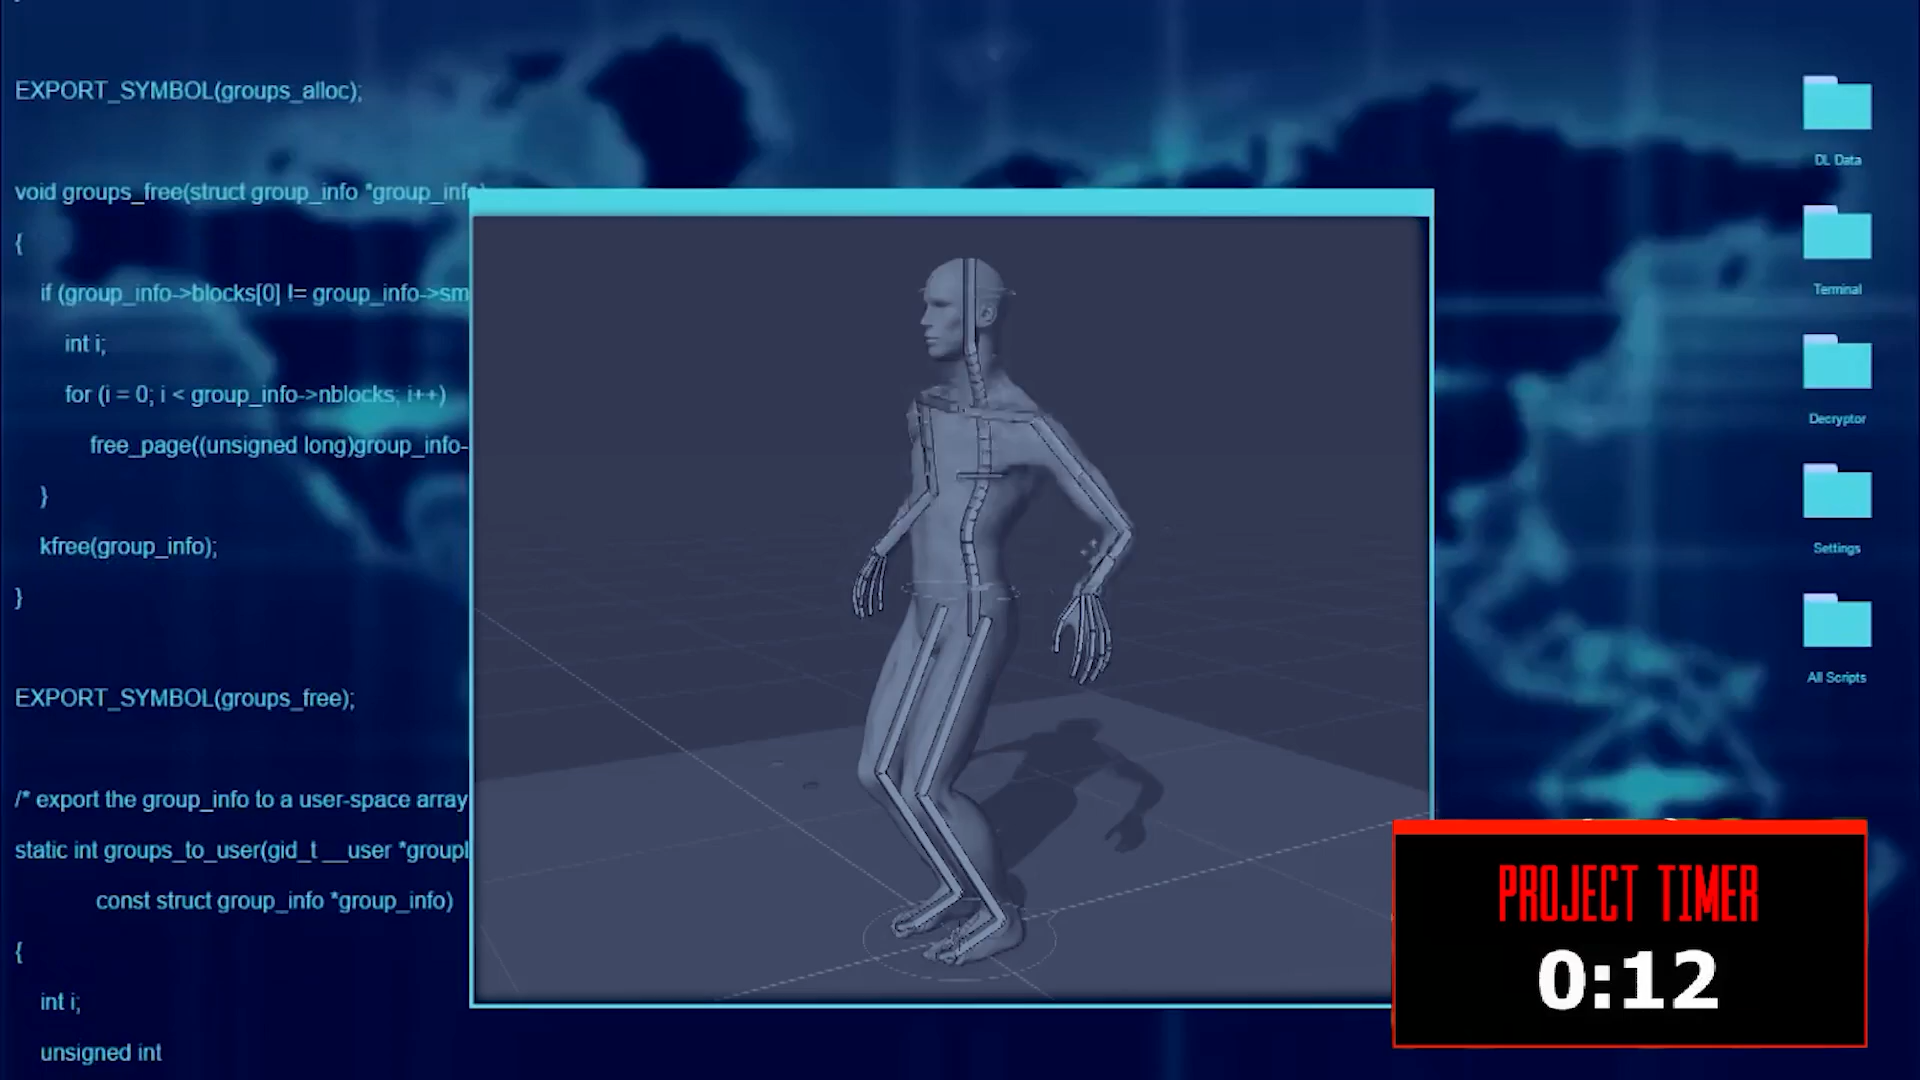 EXPORT_SYMBOL(groups_alloc);
void groups_free(struct group_info *group_info)
{
if (group_info->blocks[0] != group_info->sm
int i;
for (i = 0; i < group_info->nblocks; i++)
free_page((unsigned long)group_info-
}
kfree(group_info);
}
EXPORT_SYMBOL(groups_free);
/* export the group_info to a user-space array
static int groups_to_user(gid_t __user *groupl
const struct group_info *group_info)
{
int i;
unsigned int
DL Data
Terminal
Decryptor
Settings
All Scripts
PROJECT TIMER
0:12